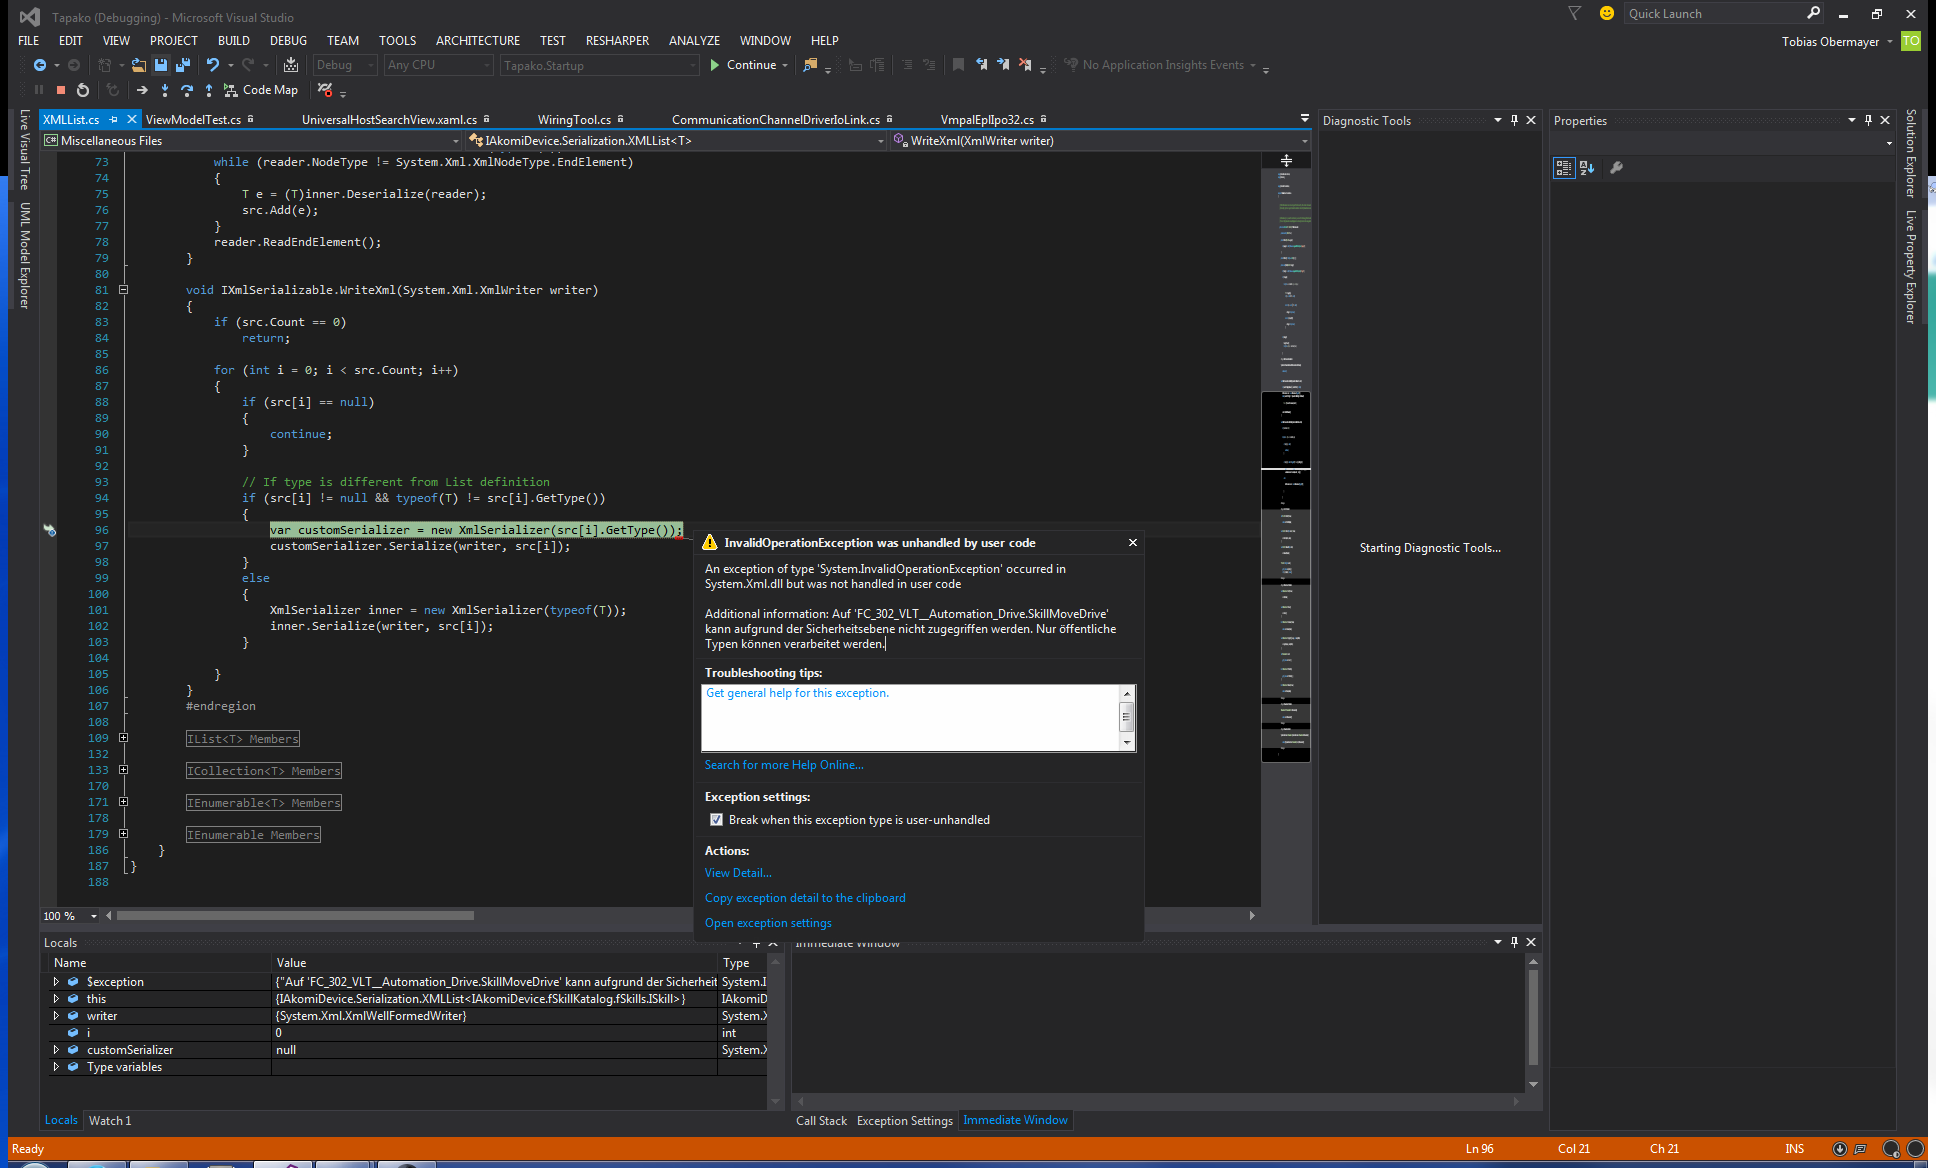 Tapako (Debugging) - Microsoft Visual Studio
Quick Launch
FILE EDIT VIEW PROJECT BUILD DEBUG TEAM TOOLS ARCHITECTURE TEST RESHARPER ANALYZE WINDOW HELP
Tobias Obermayer TO
Debug Any CPU Tapako.Startup Continue No Application Insights Events
Code Map
Live Visual Tree
UML Model Explorer
XMLList.cs ViewModelTest.cs UniversalHostSearchView.xaml.cs WiringTool.cs CommunicationChannelDriverIoLink.cs VmpalEplIpo32.cs
C# Miscellaneous Files IAkomiDevice.Serialization.XMLList<T> WriteXml(XmlWriter writer)
73 while (reader.NodeType != System.Xml.XmlNodeType.EndElement)
74 {
75 T e = (T)inner.Deserialize(reader);
76 src.Add(e);
77 }
78 reader.ReadEndElement();
79 }
80
81 void IXmlSerializable.WriteXml(System.Xml.XmlWriter writer)
82 {
83 if (src.Count == 0)
84 return;
85
86 for (int i = 0; i < src.Count; i++)
87 {
88 if (src[i] == null)
89 {
90 continue;
91 }
92
93 // If type is different from List definition
94 if (src[i] != null && typeof(T) != src[i].GetType())
95 {
96 var customSerializer = new XmlSerializer(src[i].GetType());
97 customSerializer.Serialize(writer, src[i]);
98 }
99 else
100 {
101 XmlSerializer inner = new XmlSerializer(typeof(T));
102 inner.Serialize(writer, src[i]);
103 }
104
105 }
106 }
107 #endregion
108
109 IList<T> Members
132
133 ICollection<T> Members
170
171 IEnumerable<T> Members
178
179 IEnumerable Members
186 }
187 }
188
100 %
InvalidOperationException was unhandled by user code
An exception of type 'System.InvalidOperationException' occurred in
System.Xml.dll but was not handled in user code
Additional information: Auf 'FC_302_VLT__Automation_Drive.SkillMoveDrive'
kann aufgrund der Sicherheitsebene nicht zugegriffen werden. Nur öffentliche
Typen können verarbeitet werden.
Troubleshooting tips:
Get general help for this exception.
Search for more Help Online...
Exception settings:
Break when this exception type is user-unhandled
Actions:
View Detail...
Copy exception detail to the clipboard
Open exception settings
Diagnostic Tools
Starting Diagnostic Tools...
Properties
Solution Explorer
Live Property Explorer
Locals
Name Value Type
$exception {"Auf 'FC_302_VLT__Automation_Drive.SkillMoveDrive' kann aufgrund der Sicherheit System.I
this {IAkomiDevice.Serialization.XMLList<IAkomiDevice.fSkillKatalog.fSkills.ISkill>} IAkomiD
writer {System.Xml.XmlWellFormedWriter} System.X
i 0 int
customSerializer null System.X
Type variables
Locals Watch 1
Immediate Window
Call Stack Exception Settings Immediate Window
Ready Ln 96 Col 21 Ch 21 INS